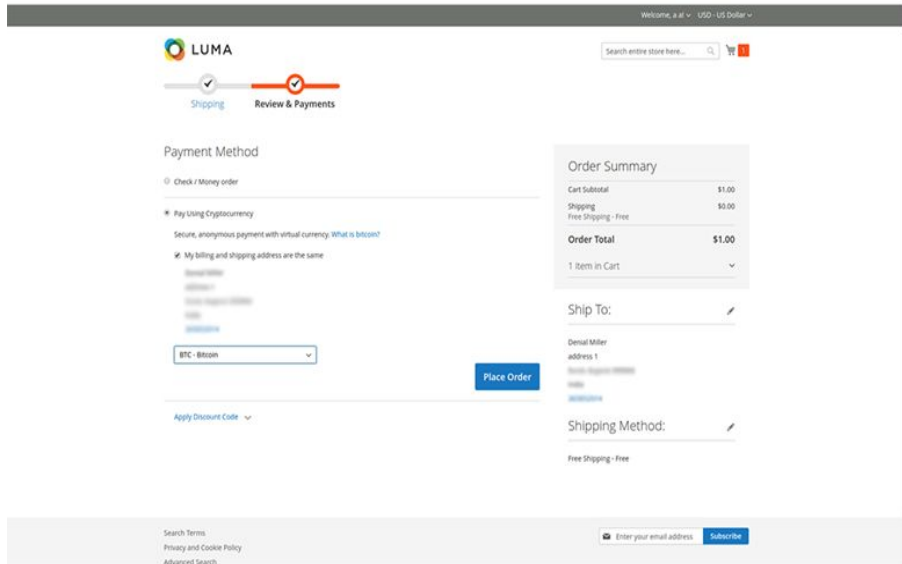 Welcome, a al
USD - US Dollar
LUMA
Search entire store here...
1
Shipping
Review & Payments
Payment Method
Check / Money order
Pay Using Cryptocurrency
Secure, anonymous payment with virtual currency. What is bitcoin?
My billing and shipping address are the same
BTC - Bitcoin
Place Order
Apply Discount Code
Order Summary
Cart Subtotal $1.00
Shipping $0.00
Free Shipping - Free
Order Total $1.00
1 Item in Cart
Ship To:
Denial Miller
address 1
Shipping Method:
Free Shipping - Free
Search Terms
Privacy and Cookie Policy
Advanced Search
Enter your email address
Subscribe